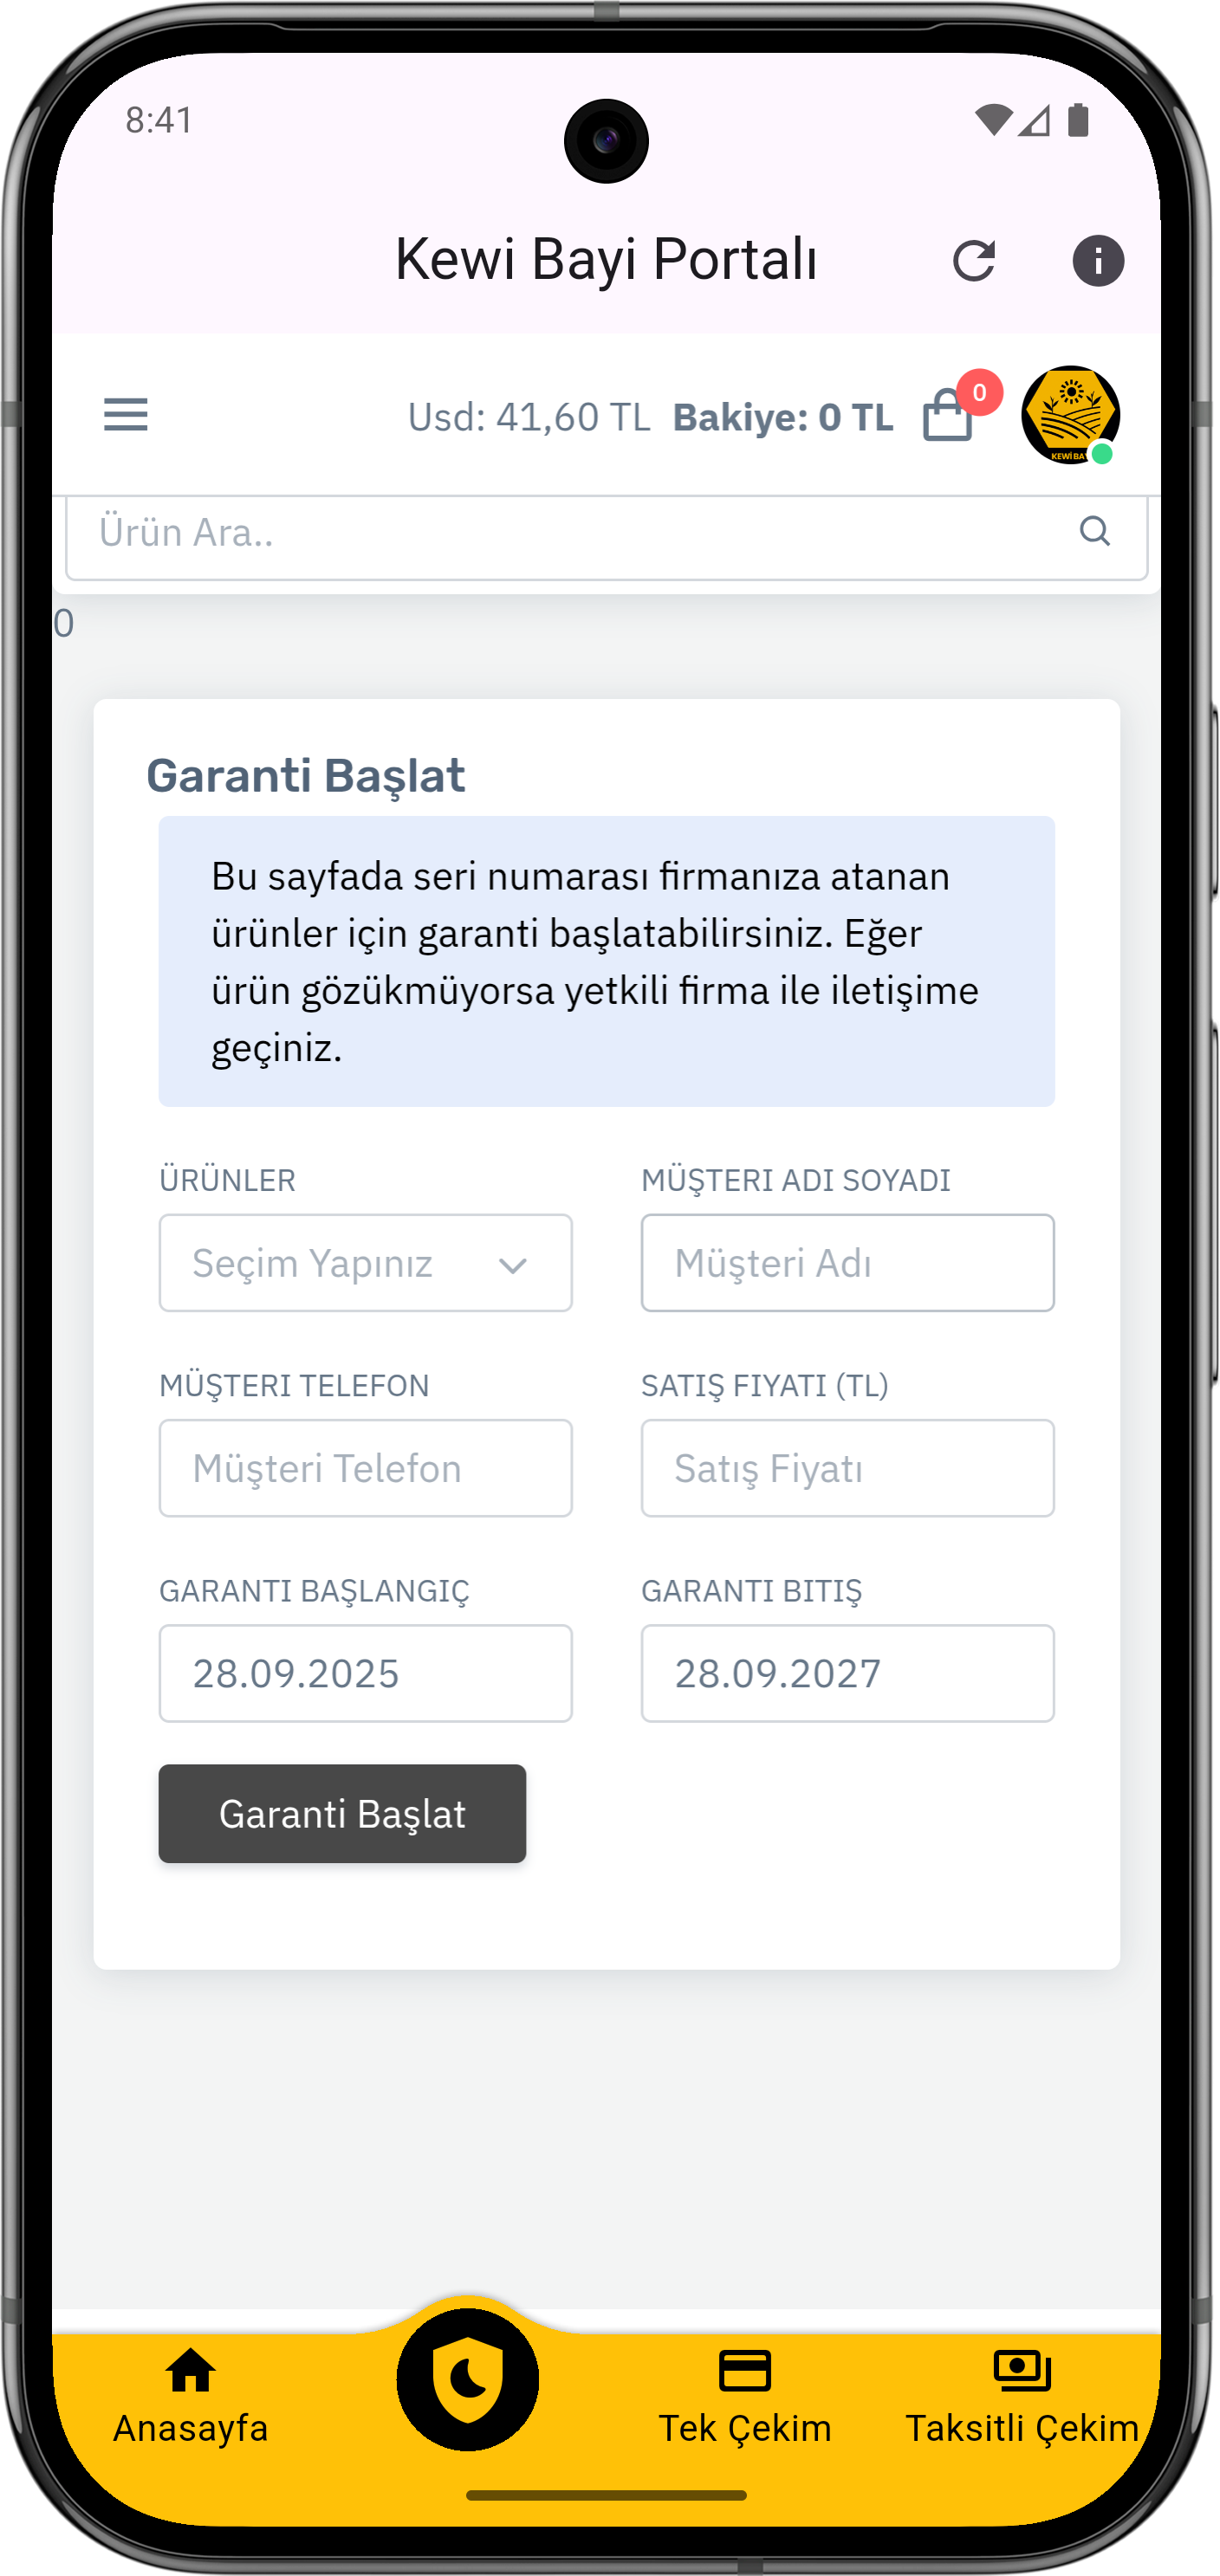 8:41
Kewi Bayi Portalı
Usd: 41,60 TL Bakiye: 0 TL 0
KEWİ BA
Ürün Ara..
0
Garanti Başlat
Bu sayfada seri numarası firmanıza atanan
ürünler için garanti başlatabilirsiniz. Eğer
ürün gözükmüyorsa yetkili firma ile iletişime
geçiniz.
ÜRÜNLER MÜŞTERI ADI SOYADI
Seçim Yapınız Müşteri Adı
MÜŞTERI TELEFON SATIŞ FIYATI (TL)
Müşteri Telefon Satış Fiyatı
GARANTI BAŞLANGIÇ GARANTI BITIŞ
28.09.2025 28.09.2027
Garanti Başlat
Anasayfa Tek Çekim Taksitli Çekim